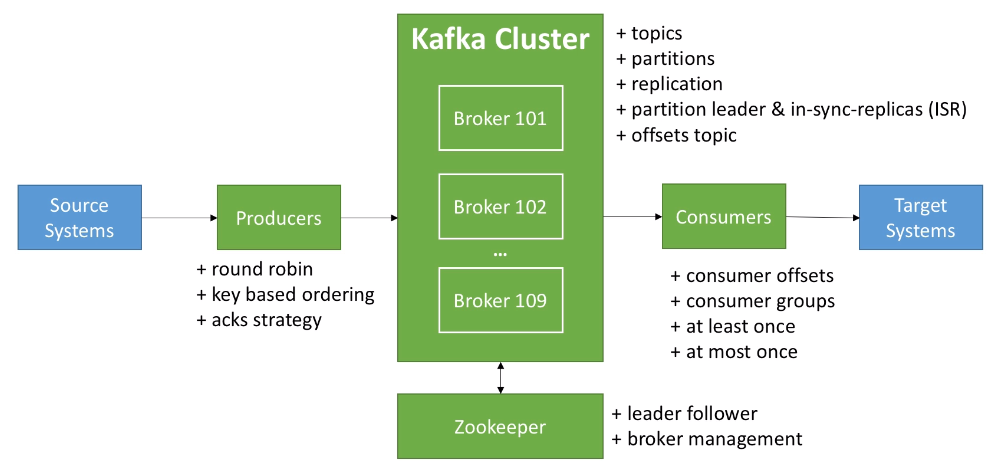 Kafka Cluster
+ topics
+ partitions
+ replication
+ partition leader & in-sync-replicas (ISR)
+ offsets topic
Broker 101
Broker 102
...
Broker 109
Source
Systems
Producers
+ round robin
+ key based ordering
+ acks strategy
Consumers
+ consumer offsets
+ consumer groups
+ at least once
+ at most once
Target
Systems
Zookeeper
+ leader follower
+ broker management